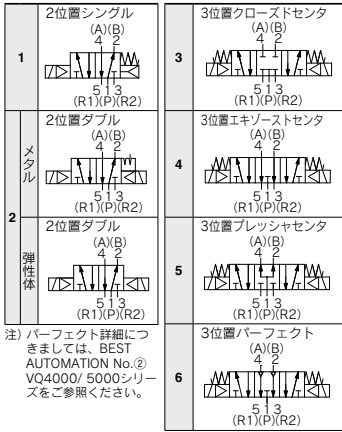 1
2位置シングル
(A)(B)
4 2
5 1 3
(R1)(P)(R2)
2
メタル
2位置ダブル
(A)(B)
4 2
5 1 3
(R1)(P)(R2)
弾性体
2位置ダブル
(A)(B)
4 2
5 1 3
(R1)(P)(R2)
注) パーフェクト詳細につ
きましては、BEST
AUTOMATION No.②
VQ4000/ 5000シリー
ズをご参照ください。
3
3位置クローズドセンタ
(A)(B)
4 2
5 1 3
(R1)(P)(R2)
4
3位置エキゾーストセンタ
(A)(B)
4 2
5 1 3
(R1)(P)(R2)
5
3位置プレッシャセンタ
(A)(B)
4 2
5 1 3
(R1)(P)(R2)
6
3位置パーフェクト
(A)(B)
4 2
5 1 3
(R1)(P)(R2)